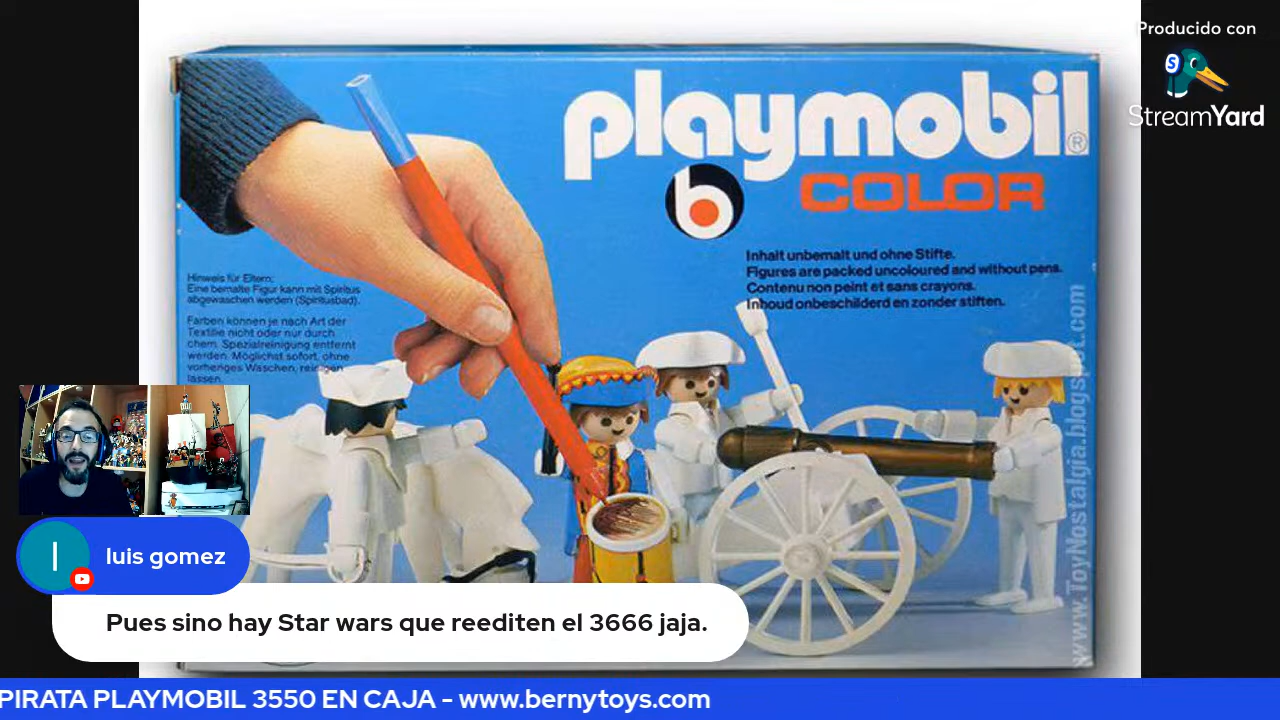 Producido con
StreamYard
playmobil
®
b
COLOR
Inhalt unbemalt und ohne Stifte.
Figures are packed uncoloured and without pens.
Contenu non peint et sans crayons.
Inhoud onbeschilderd en zonder stiften.
Hinweis für Eltern:
Eine bemalte Figur kann mit Spiritus
abgewaschen werden (Spiritusbad).
Farben können je nach Art der
Textilie nicht oder nur durch
chem. Spezialreinigung entfernt
werden. Möglichst sofort, ohne
vorheriges Waschen, reinigen
lassen.
www.ToyNostalgia.blogspot.com
l luis gomez
Pues sino hay Star wars que reediten el 3666 jaja.
PIRATA PLAYMOBIL 3550 EN CAJA - www.bernytoys.com